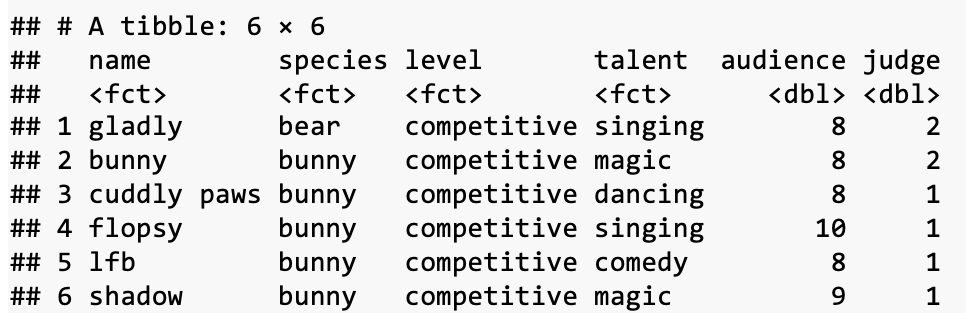 ## # A tibble: 6 × 6
##   name        species level       talent  audience judge
##   <fct>       <fct>   <fct>       <fct>      <dbl> <dbl>
## 1 gladly      bear    competitive singing        8     2
## 2 bunny       bunny   competitive magic          8     2
## 3 cuddly paws bunny   competitive dancing        8     1
## 4 flopsy      bunny   competitive singing       10     1
## 5 lfb         bunny   competitive comedy         8     1
## 6 shadow      bunny   competitive magic          9     1